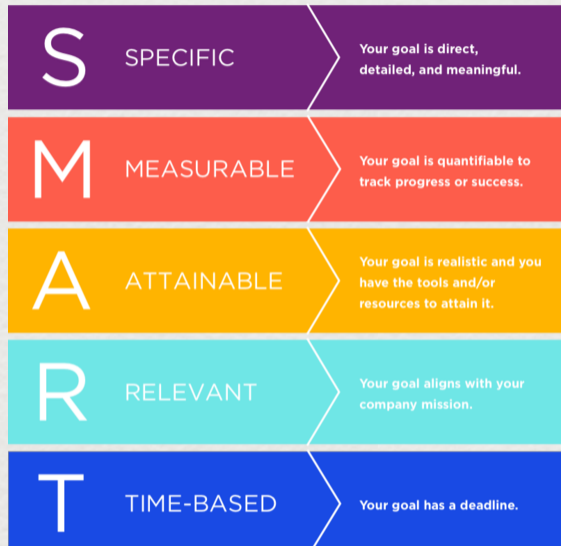 S SPECIFIC
Your goal is direct,
detailed, and meaningful.
M MEASURABLE
Your goal is quantifiable to
track progress or success.
A ATTAINABLE
Your goal is realistic and you
have the tools and/or
resources to attain it.
R RELEVANT
Your goal aligns with your
company mission.
T TIME-BASED
Your goal has a deadline.